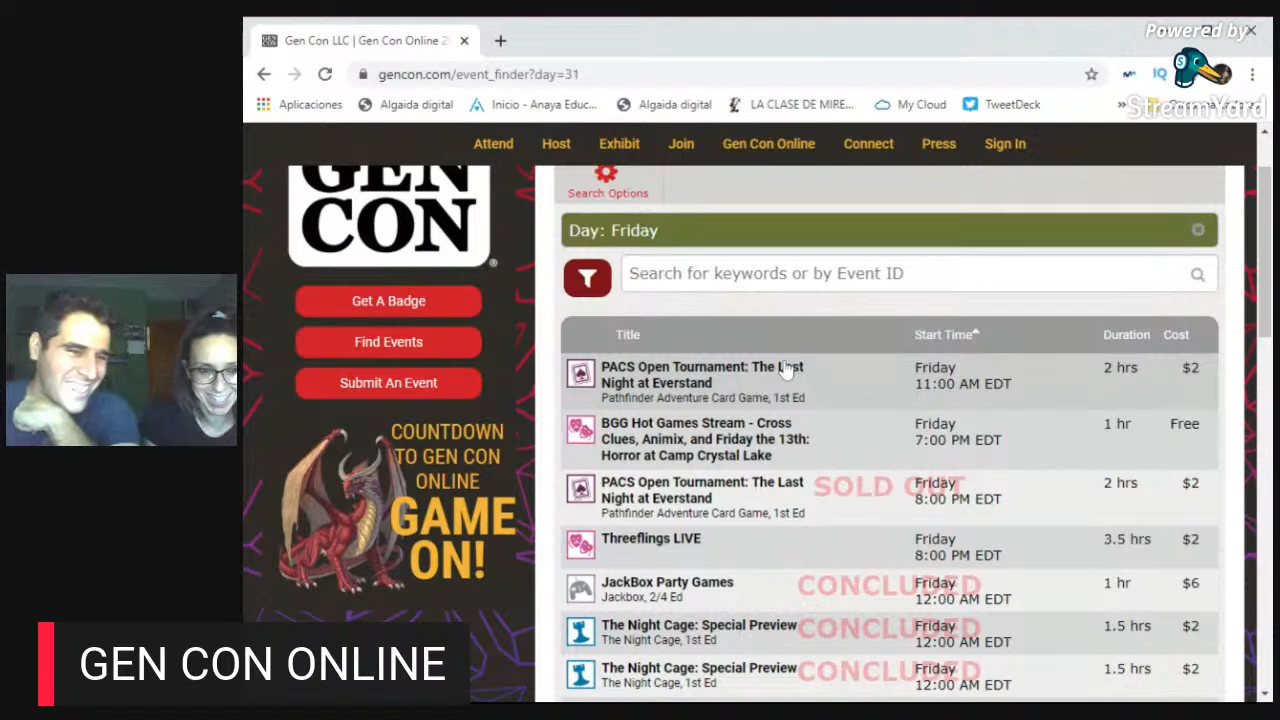 Powered by
StreamYard
Gen Con LLC | Gen Con Online 2
gencon.com/event_finder?day=31
Aplicaciones
Algaida digital
Inicio - Anaya Educ...
Algaida digital
LA CLASE DE MIRE...
My Cloud
TweetDeck
»
Attend Host Exhibit Join Gen Con Online Connect Press Sign In
GEN
CON
®
Get A Badge
Find Events
Submit An Event
COUNTDOWN
TO GEN CON
ONLINE
GAME
ON!
Search Options
Day: Friday
Search for keywords or by Event ID
Title Start Time Duration Cost
PACS Open Tournament: The Last
Night at Everstand
Pathfinder Adventure Card Game, 1st Ed
Friday
11:00 AM EDT
2 hrs
$2
BGG Hot Games Stream - Cross
Clues, Animix, and Friday the 13th:
Horror at Camp Crystal Lake
Friday
7:00 PM EDT
1 hr
Free
PACS Open Tournament: The Last
Night at Everstand
Pathfinder Adventure Card Game, 1st Ed
SOLD OUT
Friday
8:00 PM EDT
2 hrs
$2
Threeflings LIVE
Friday
8:00 PM EDT
3.5 hrs
$2
JackBox Party Games
Jackbox, 2/4 Ed
CONCLUDED
Friday
12:00 AM EDT
1 hr
$6
The Night Cage: Special Preview
The Night Cage, 1st Ed
CONCLUDED
Friday
12:00 AM EDT
1.5 hrs
$2
The Night Cage: Special Preview
The Night Cage, 1st Ed
CONCLUDED
Friday
12:00 AM EDT
1.5 hrs
$2
GEN CON ONLINE